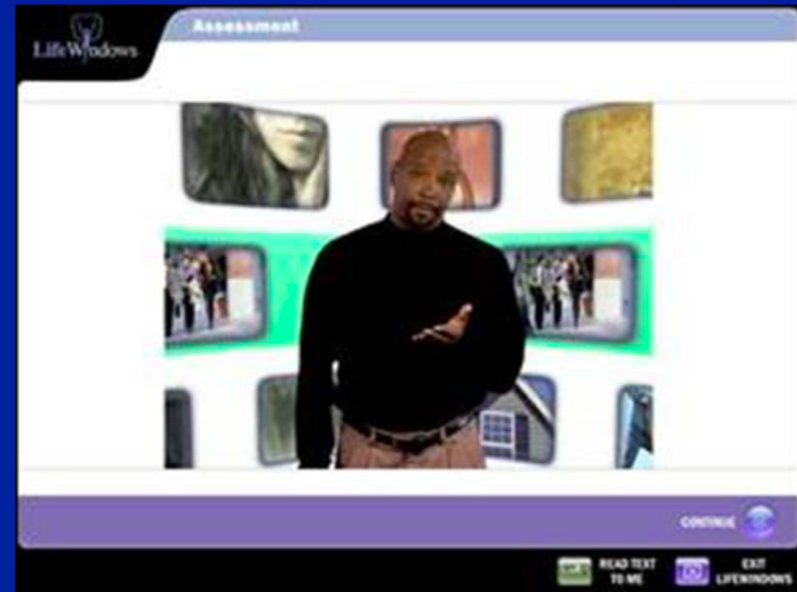 Assessment
LifeWindows
CONTINUE
READ TEXT
TO ME
EXIT
LIFEWINDOWS